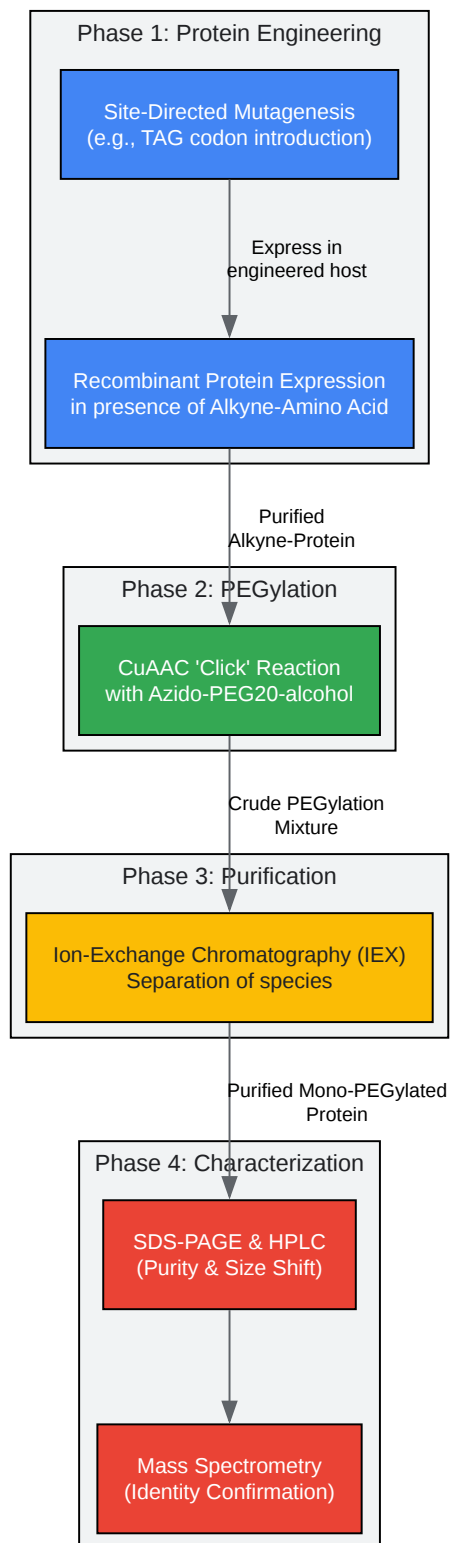 Phase 1: Protein Engineering
Site-Directed Mutagenesis
(e.g., TAG codon introduction)
Express in
engineered host
Recombinant Protein Expression
in presence of Alkyne-Amino Acid
Purified
Alkyne-Protein
Phase 2: PEGylation
CuAAC 'Click' Reaction
with Azido-PEG20-alcohol
Crude PEGylation
Mixture
Phase 3: Purification
Ion-Exchange Chromatography (IEX)
Separation of species
Purified Mono-PEGylated
Protein
Phase 4: Characterization
SDS-PAGE & HPLC
(Purity & Size Shift)
Mass Spectrometry
(Identity Confirmation)